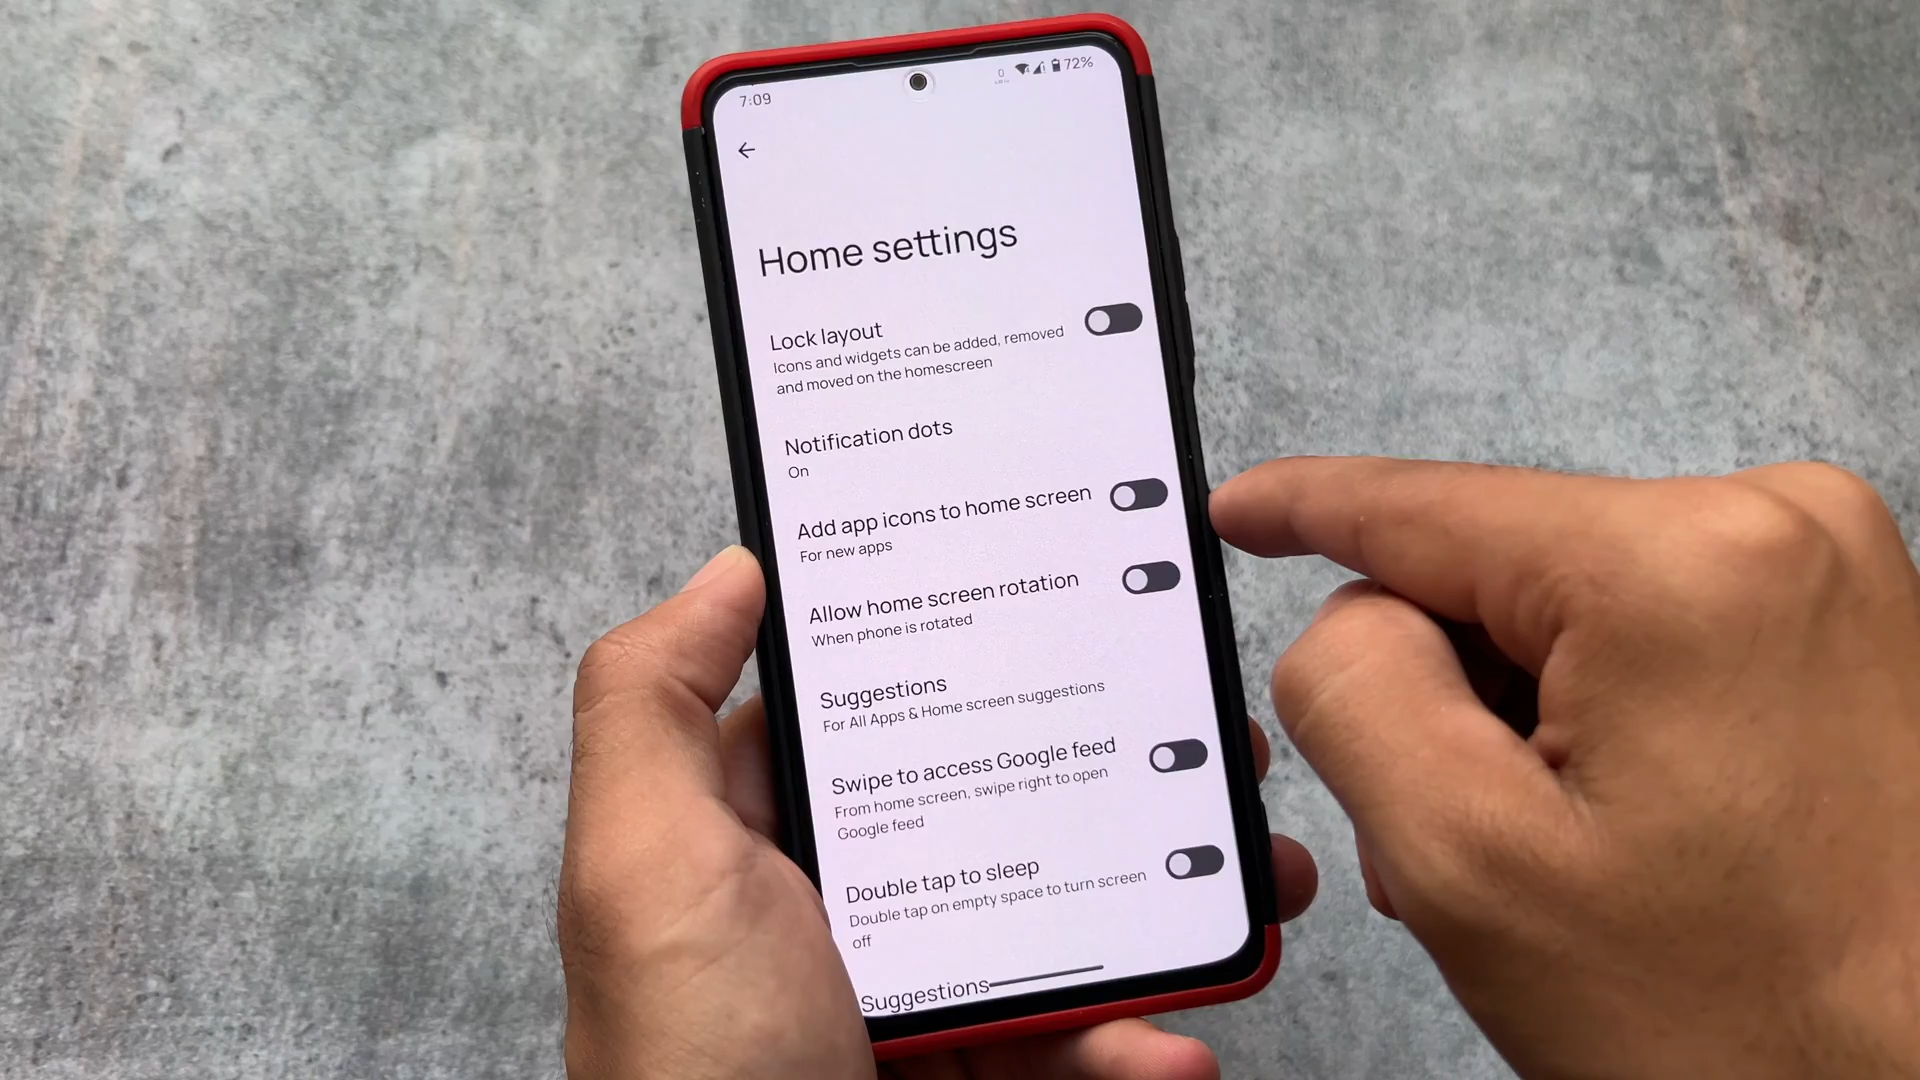 7:09
0
72%
Home settings
Lock layout
Icons and widgets can be added, removed
and moved on the homescreen
Notification dots
On
Add app icons to home screen
For new apps
Allow home screen rotation
When phone is rotated
Suggestions
For All Apps & Home screen suggestions
Swipe to access Google feed
From home screen, swipe right to open
Google feed
Double tap to sleep
Double tap on empty space to turn screen
off
Suggestions